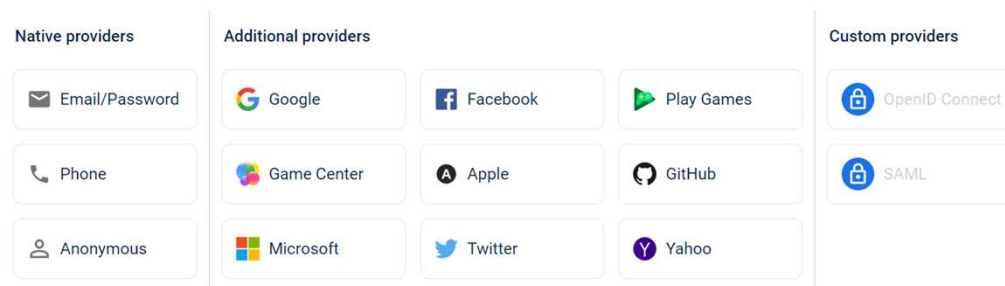 Native providers
Additional providers
Custom providers
Email/Password
Google
Facebook
Play Games
OpenID Connect
Phone
Game Center
Apple
GitHub
SAML
Anonymous
Microsoft
Twitter
Yahoo